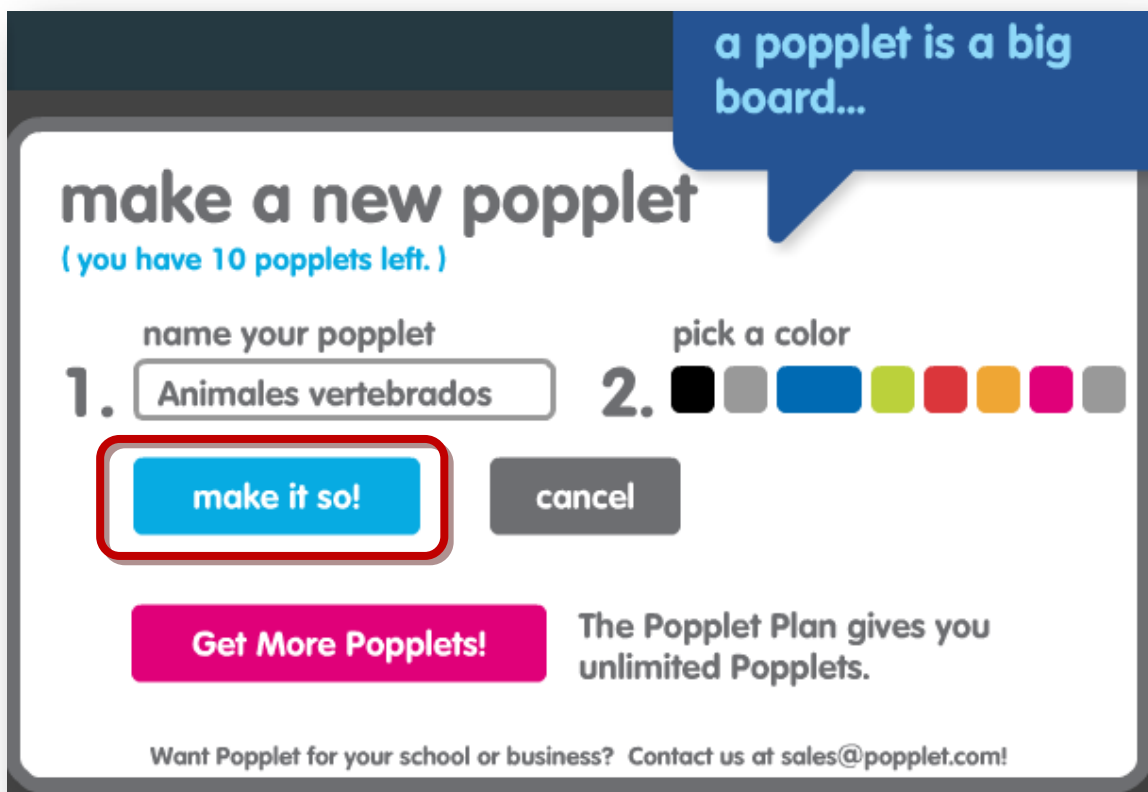 a popplet is a big
board...
make a new popplet
( you have 10 popplets left. )
name your popplet
1. Animales vertebrados
pick a color
2.
make it so!
cancel
Get More Popplets!
The Popplet Plan gives you
unlimited Popplets.
Want Popplet for your school or business? Contact us at sales@popplet.com!